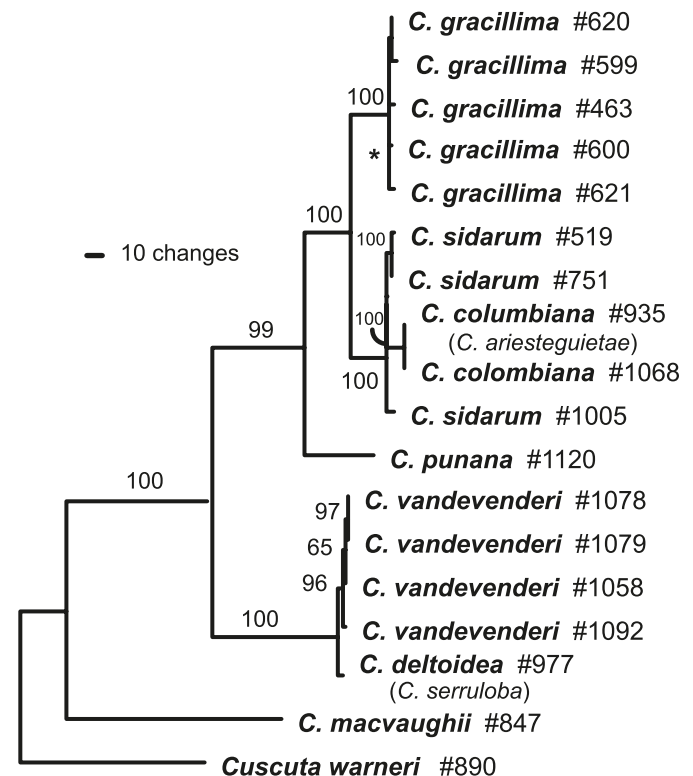 C. gracillima #620
C. gracillima #599
100
C. gracillima #463
C. gracillima #600
*
C. gracillima #621
100
C. sidarum #519
100
10 changes
C. sidarum #751
C. columbiana #935
100
99
(C. ariesteguietae)
C. colombiana #1068
100
C. sidarum #1005
C. punana #1120
100
C. vandevenderi #1078
97
C. vandevenderi #1079
65
96
C. vandevenderi #1058
100
C. vandevenderi #1092
C. deltoidea #977
(C. serruloba)
C. macvaughii #847
Cuscuta warneri #890